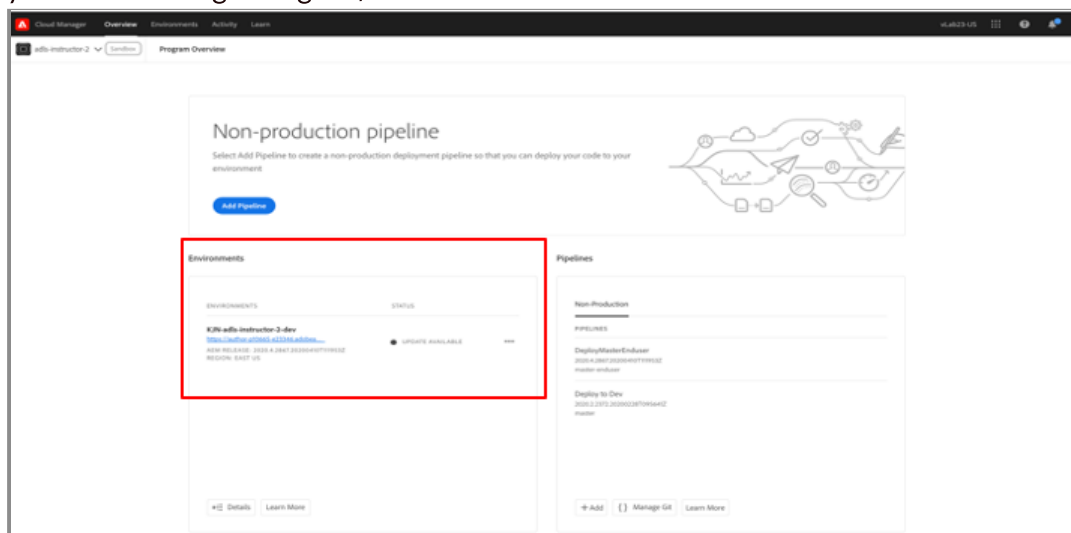 Cloud Manager Overview Environments Activity Learn
vLab23-US
adls-instructor-2 Sandbox Program Overview
Non-production pipeline
Select Add Pipeline to create a non-production deployment pipeline so that you can deploy your code to your
environment
Add Pipeline
Environments
ENVIRONMENTS STATUS
KJN-adls-instructor-2-dev
UPDATE AVAILABLE
REGION: EAST US
Pipelines
Non-Production
PIPELINES
DeployMasterEnduser
master-enduser
Deploy to Dev
master
Details Learn More
+ Add {} Manage Git Learn More